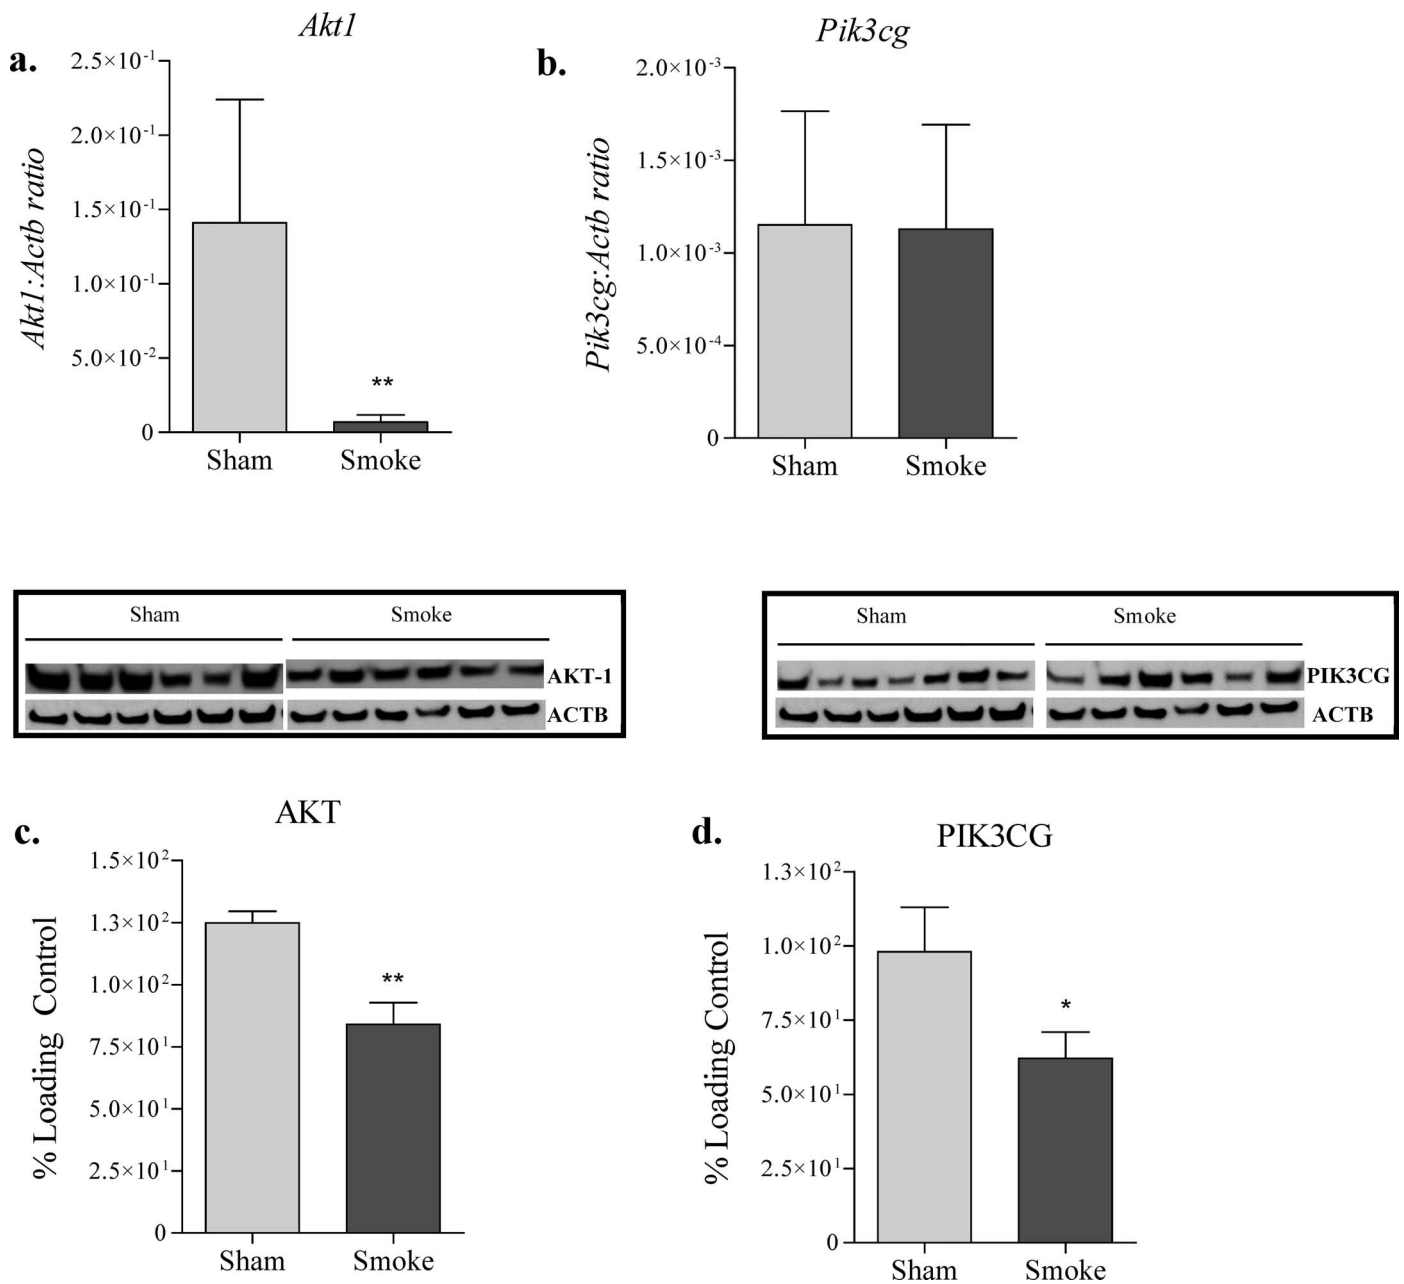 Akt1
a.
2.5×10⁻¹
2.0×10⁻¹
1.5×10⁻¹
1.0×10⁻¹
5.0×10⁻²
0
Akt1:Actb ratio
**
Sham Smoke
Pik3cg
b.
2.0×10⁻³
1.5×10⁻³
1.0×10⁻³
5.0×10⁻⁴
0
Pik3cg:Actb ratio
Sham Smoke
Sham Smoke
AKT-1
ACTB
Sham Smoke
PIK3CG
ACTB
AKT
c.
1.5×10²
1.3×10²
1.0×10²
7.5×10¹
5.0×10¹
2.5×10¹
0
% Loading Control
**
Sham Smoke
d.
PIK3CG
1.3×10²
1.0×10²
7.5×10¹
5.0×10¹
2.5×10¹
0
% Loading Control
*
Sham Smoke